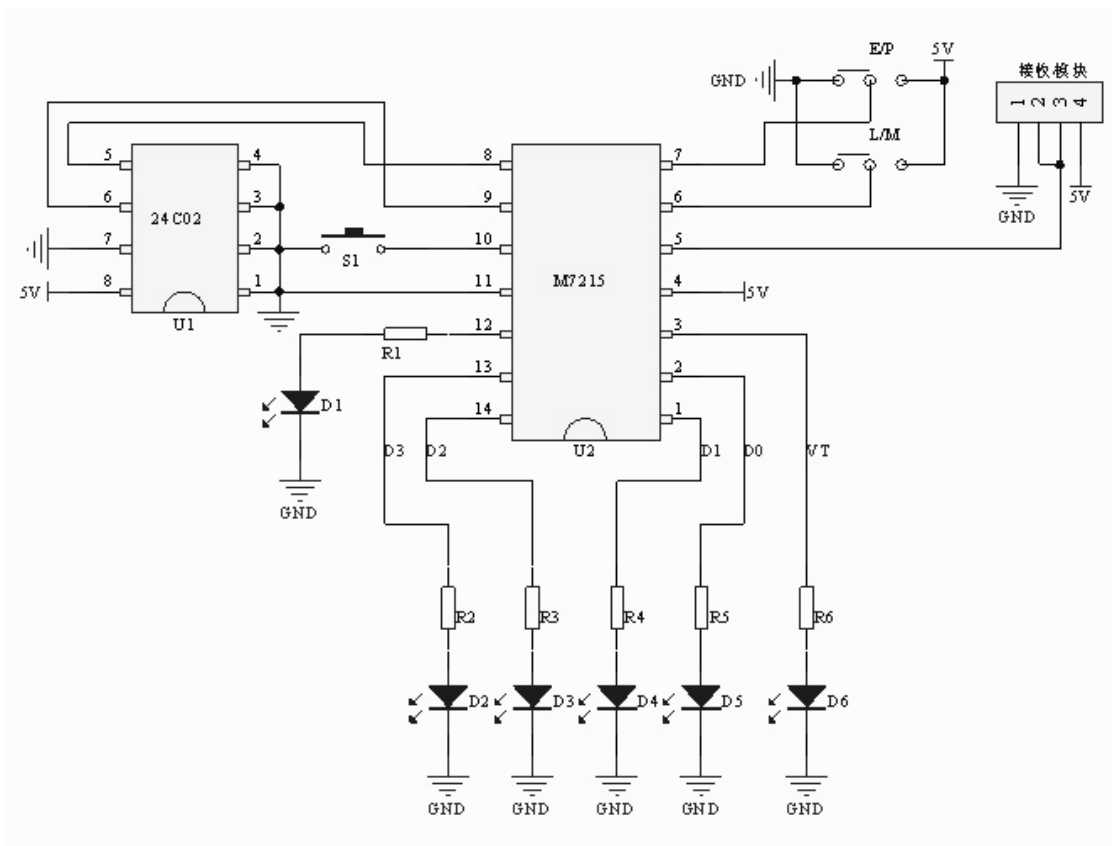 E/P
5V
GND
接收模块
1 2 3 4
L/M
GND
5V
5 4
6 3
24C02
7 2
5V 8 1
U1
S1
8 7
9 6
10 5
M7215
11 4 5V
12 3
13 2
14 1
U2
R1
D1
GND
D3 D2 D1 D0 VT
R2 R3 R4 R5 R6
D2 D3 D4 D5 D6
GND GND GND GND GND